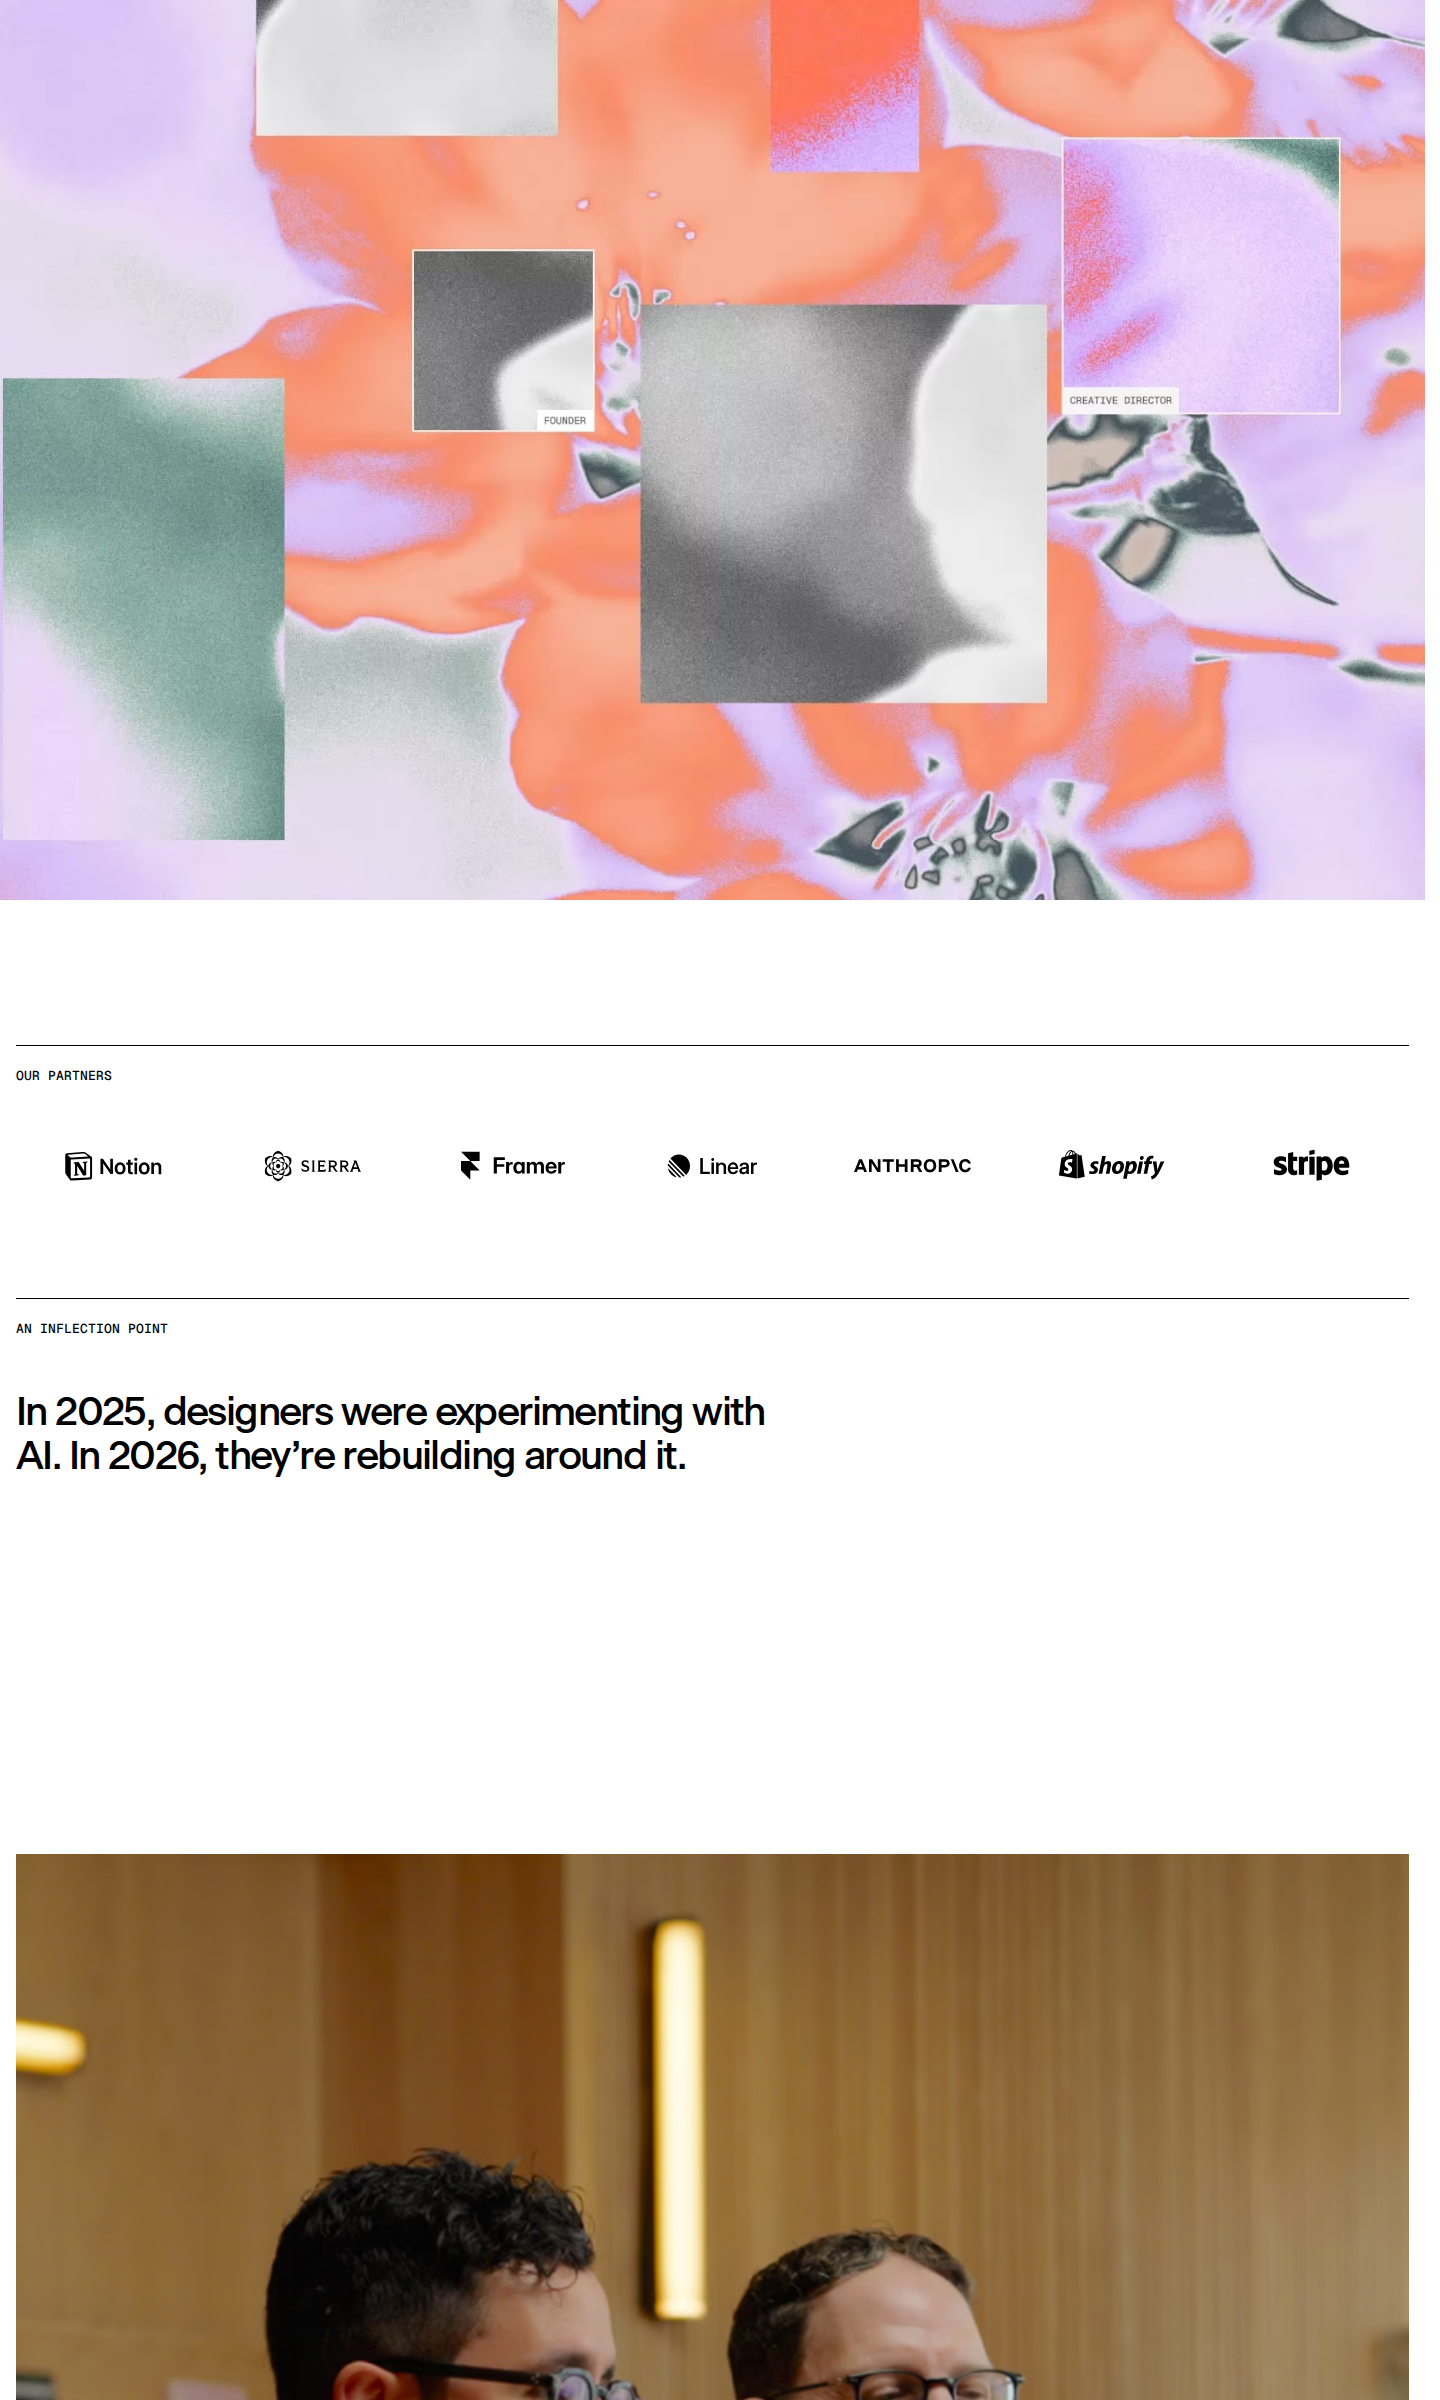 FOUNDER
CREATIVE DIRECTOR
OUR PARTNERS
Notion
SIERRA
Framer
Linear
ANTHROP\C
shopify
stripe
AN INFLECTION POINT
In 2025, designers were experimenting with
AI. In 2026, they’re rebuilding around it.